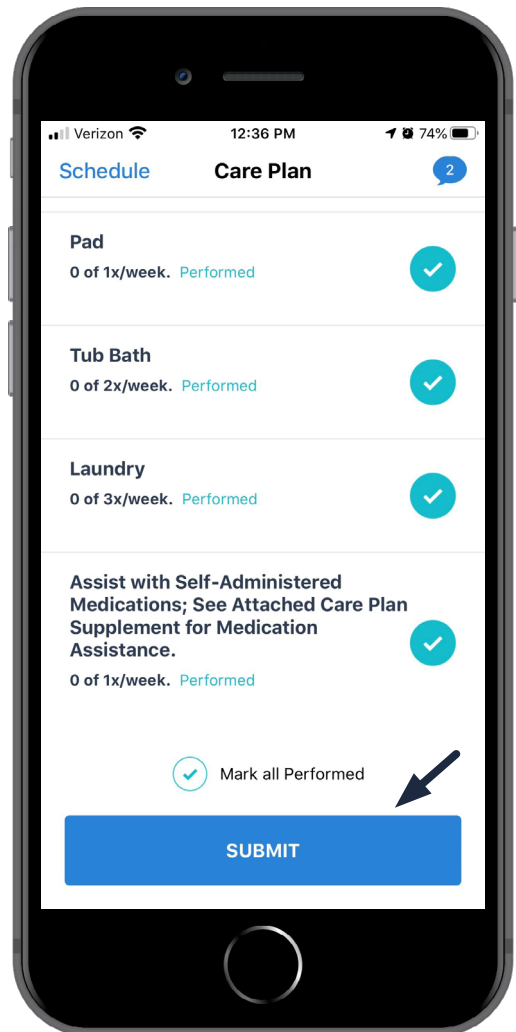 Verizon 12:36 PM 74%
Schedule Care Plan 2
Pad
0 of 1x/week. Performed
Tub Bath
0 of 2x/week. Performed
Laundry
0 of 3x/week. Performed
Assist with Self-Administered
Medications; See Attached Care Plan
Supplement for Medication
Assistance.
0 of 1x/week. Performed
Mark all Performed
SUBMIT